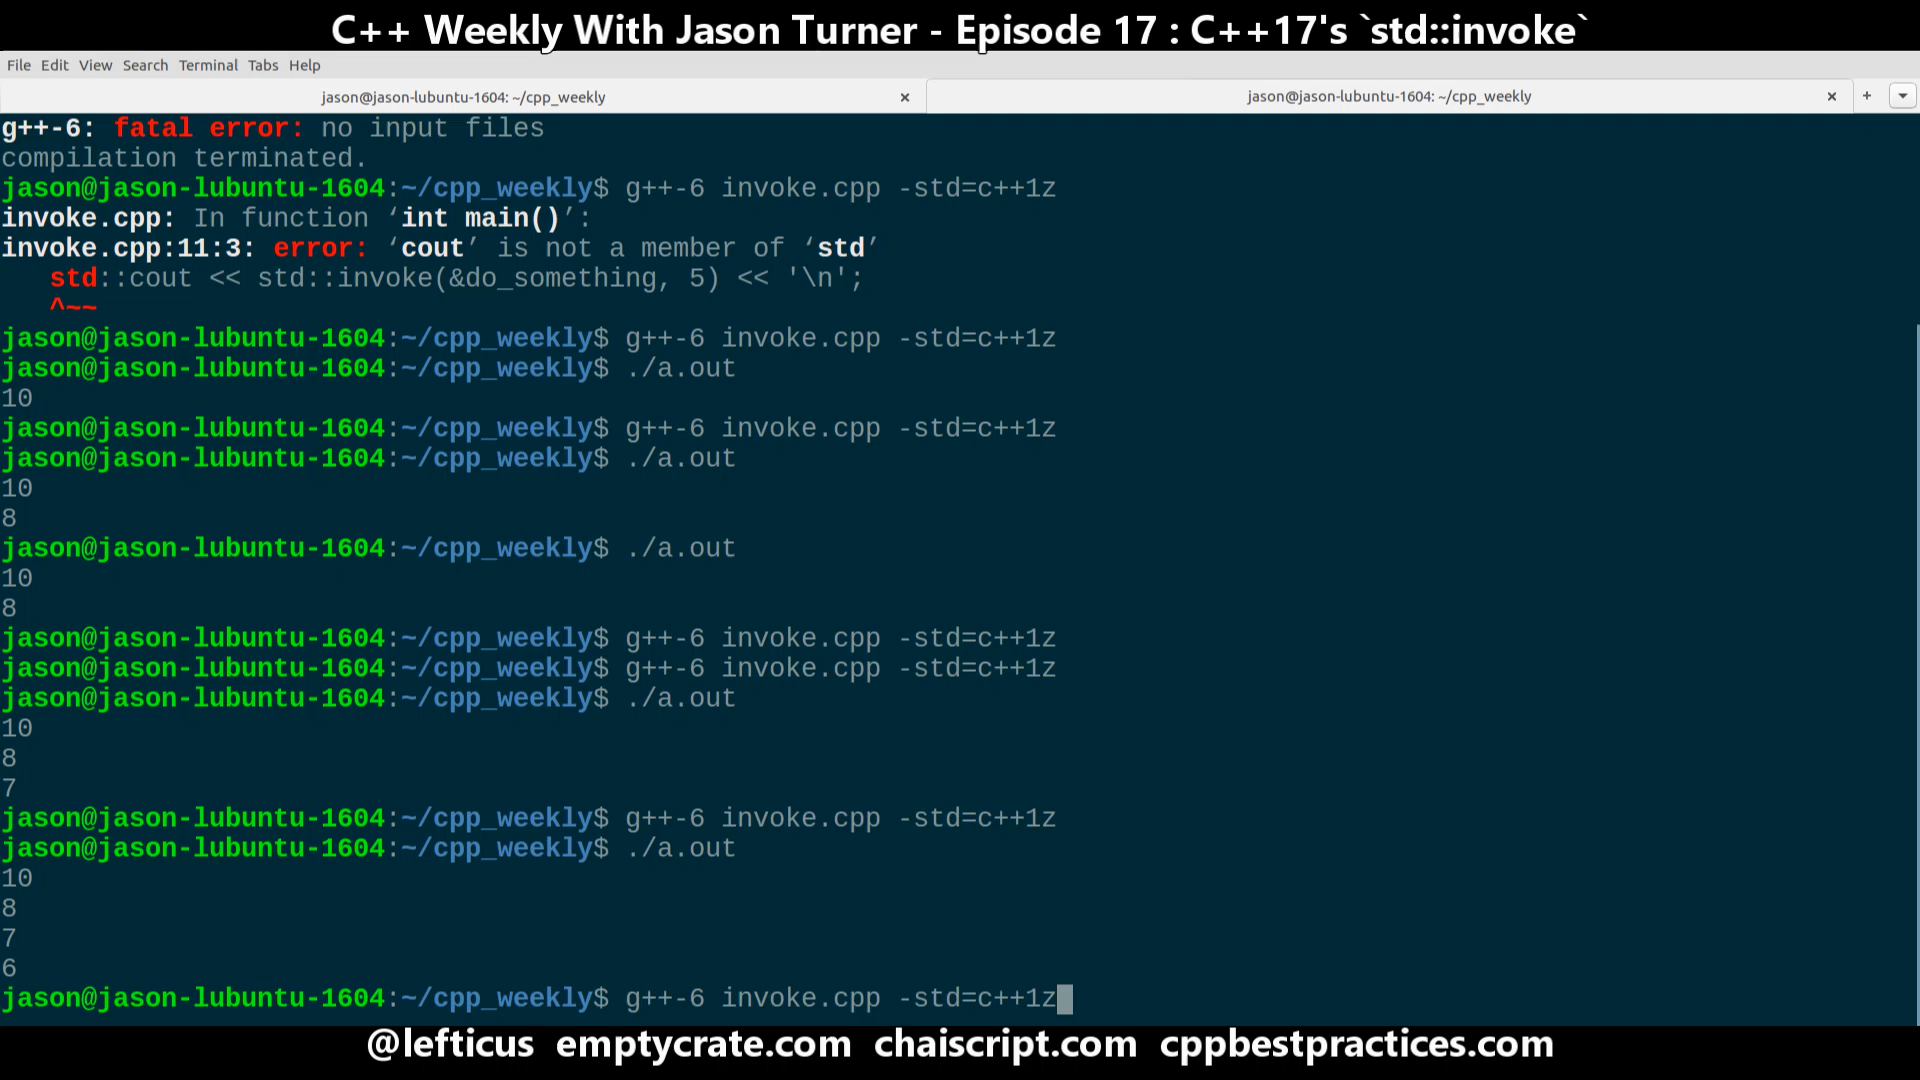 C++ Weekly With Jason Turner - Episode 17 : C++17's `std::invoke`
File Edit View Search Terminal Tabs Help
jason@jason-lubuntu-1604: ~/cpp_weekly × jason@jason-lubuntu-1604: ~/cpp_weekly × +
g++-6: fatal error: no input files
compilation terminated.
jason@jason-lubuntu-1604:~/cpp_weekly$ g++-6 invoke.cpp -std=c++1z
invoke.cpp: In function ‘int main()’:
invoke.cpp:11:3: error: ‘cout’ is not a member of ‘std’
   std::cout << std::invoke(&do_something, 5) << '\n';
   ^~~
jason@jason-lubuntu-1604:~/cpp_weekly$ g++-6 invoke.cpp -std=c++1z
jason@jason-lubuntu-1604:~/cpp_weekly$ ./a.out
10
jason@jason-lubuntu-1604:~/cpp_weekly$ g++-6 invoke.cpp -std=c++1z
jason@jason-lubuntu-1604:~/cpp_weekly$ ./a.out
10
8
jason@jason-lubuntu-1604:~/cpp_weekly$ ./a.out
10
8
jason@jason-lubuntu-1604:~/cpp_weekly$ g++-6 invoke.cpp -std=c++1z
jason@jason-lubuntu-1604:~/cpp_weekly$ g++-6 invoke.cpp -std=c++1z
jason@jason-lubuntu-1604:~/cpp_weekly$ ./a.out
10
8
7
jason@jason-lubuntu-1604:~/cpp_weekly$ g++-6 invoke.cpp -std=c++1z
jason@jason-lubuntu-1604:~/cpp_weekly$ ./a.out
10
8
7
6
jason@jason-lubuntu-1604:~/cpp_weekly$ g++-6 invoke.cpp -std=c++1z
@lefticus emptycrate.com chaiscript.com cppbestpractices.com